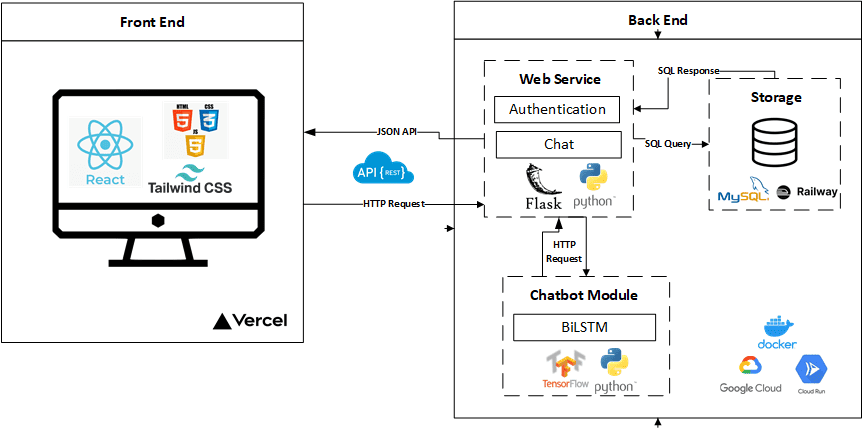 Front End
Back End
HTML
CSS
JS
React
Tailwind CSS
Vercel
JSON API
API {REST}
HTTP Request
Web Service
Authentication
Chat
Flask
python™
SQL Response
SQL Query
Storage
MySQL®
Railway
HTTP
Request
Chatbot Module
BiLSTM
TensorFlow
python™
docker
Google Cloud
Cloud Run